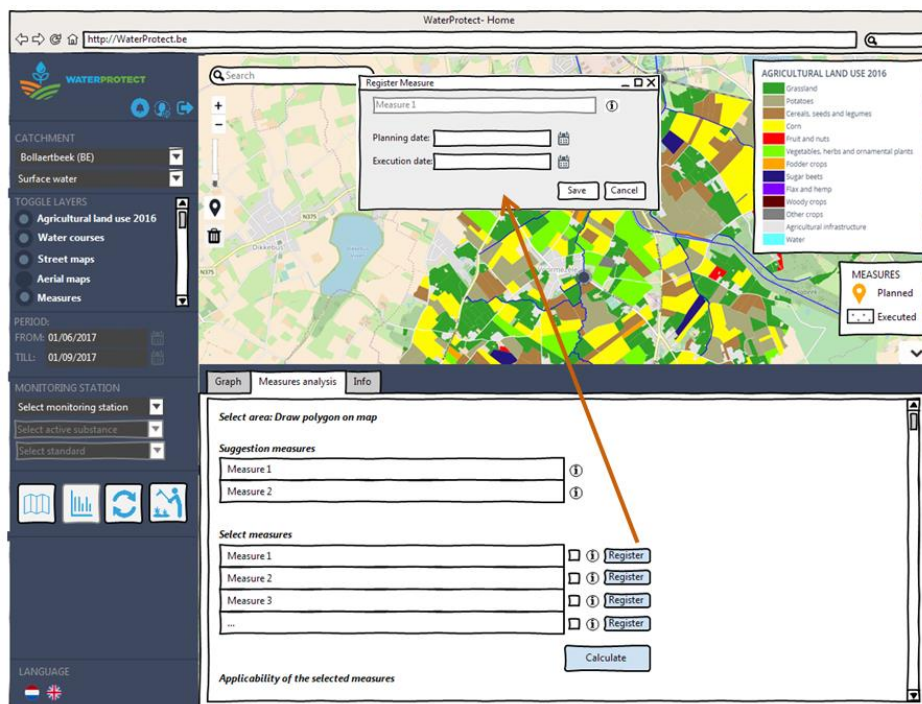 WaterProtect- Home
http://WaterProtect.be
WATERPROTECT
CATCHMENT
Bollaertbeek (BE)
Surface water
TOGGLE LAYERS
Agricultural land use 2016
Water courses
Street maps
Aerial maps
Measures
PERIOD:
FROM: 01/06/2017
TILL: 01/09/2017
MONITORING STATION
Select monitoring station
Select active substance
Select standard
LANGUAGE
Search
+
−
N375
Dikkebus
N375
Register Measure
Measure 1
Planning date:
Execution date:
Save
Cancel
AGRICULTURAL LAND USE 2016
Grassland
Potatoes
Cereals, seeds and legumes
Corn
Fruit and nuts
Vegetables, herbs and ornamental plants
Fodder crops
Sugar beets
Flax and hemp
Woody crops
Other crops
Agricultural infrastructure
Water
MEASURES
Planned
Executed
Graph
Measures analysis
Info
Select area: Draw polygon on map
Suggestion measures
Measure 1
Measure 2
Select measures
Measure 1 Register
Measure 2 Register
Measure 3 Register
... Register
Calculate
Applicability of the selected measures